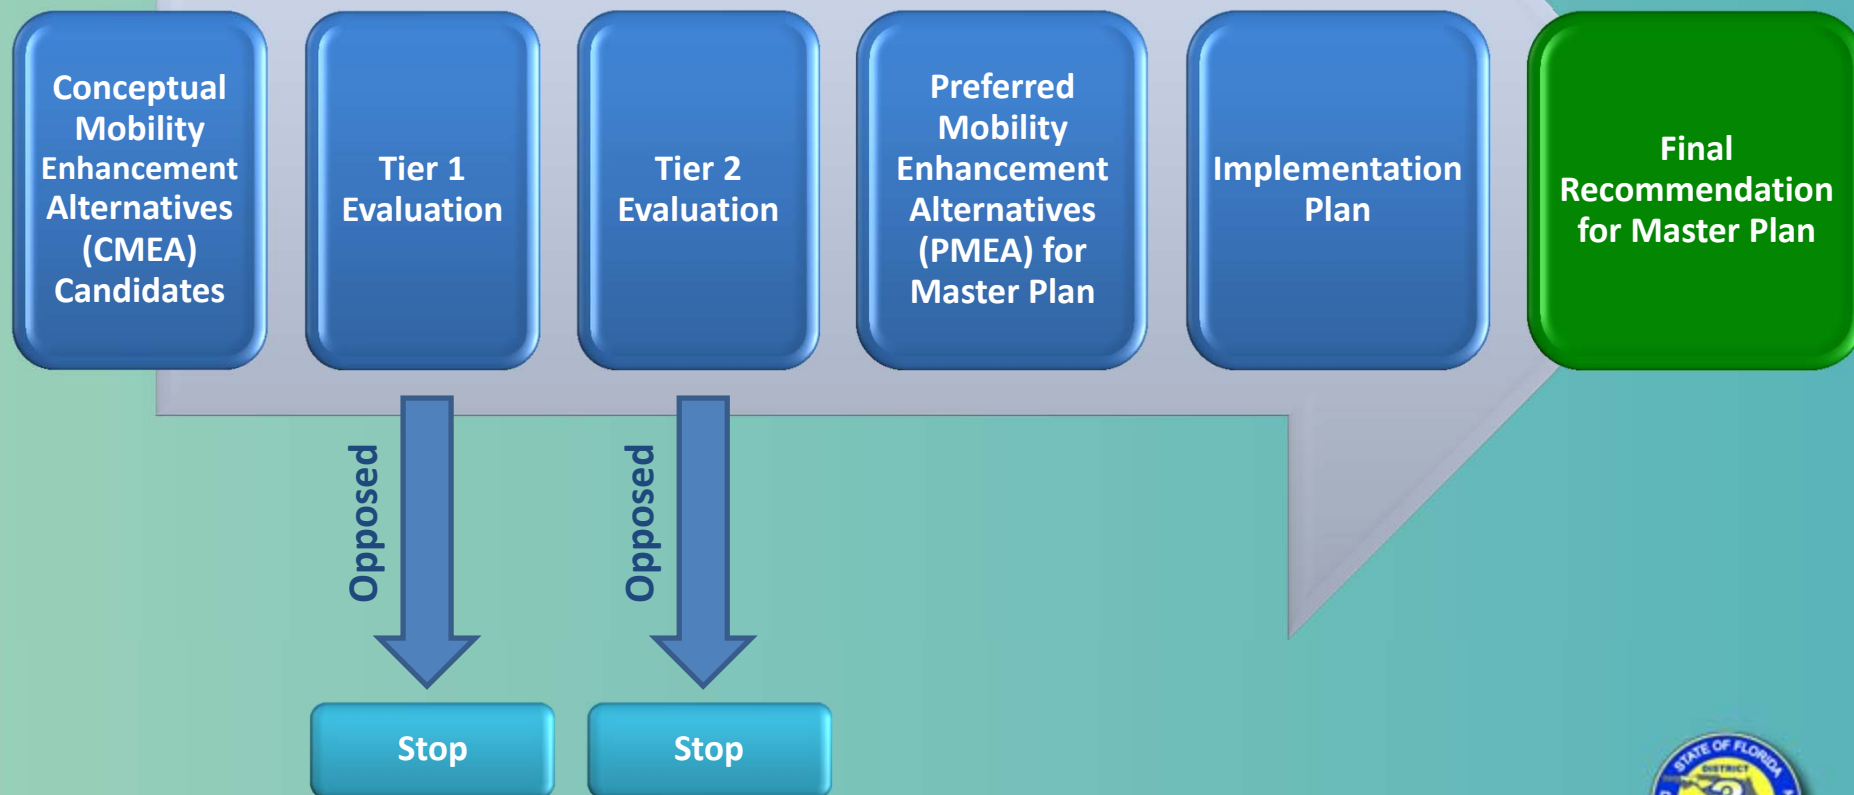 Conceptual
Mobility
Enhancement
Alternatives
(CMEA)
Candidates
Tier 1
Evaluation
Tier 2
Evaluation
Preferred
Mobility
Enhancement
Alternatives
(PMEA) for
Master Plan
Implementation
Plan
Final
Recommendation
for Master Plan
Opposed
Opposed
Stop
Stop
STATE OF FLORIDA
DISTRICT